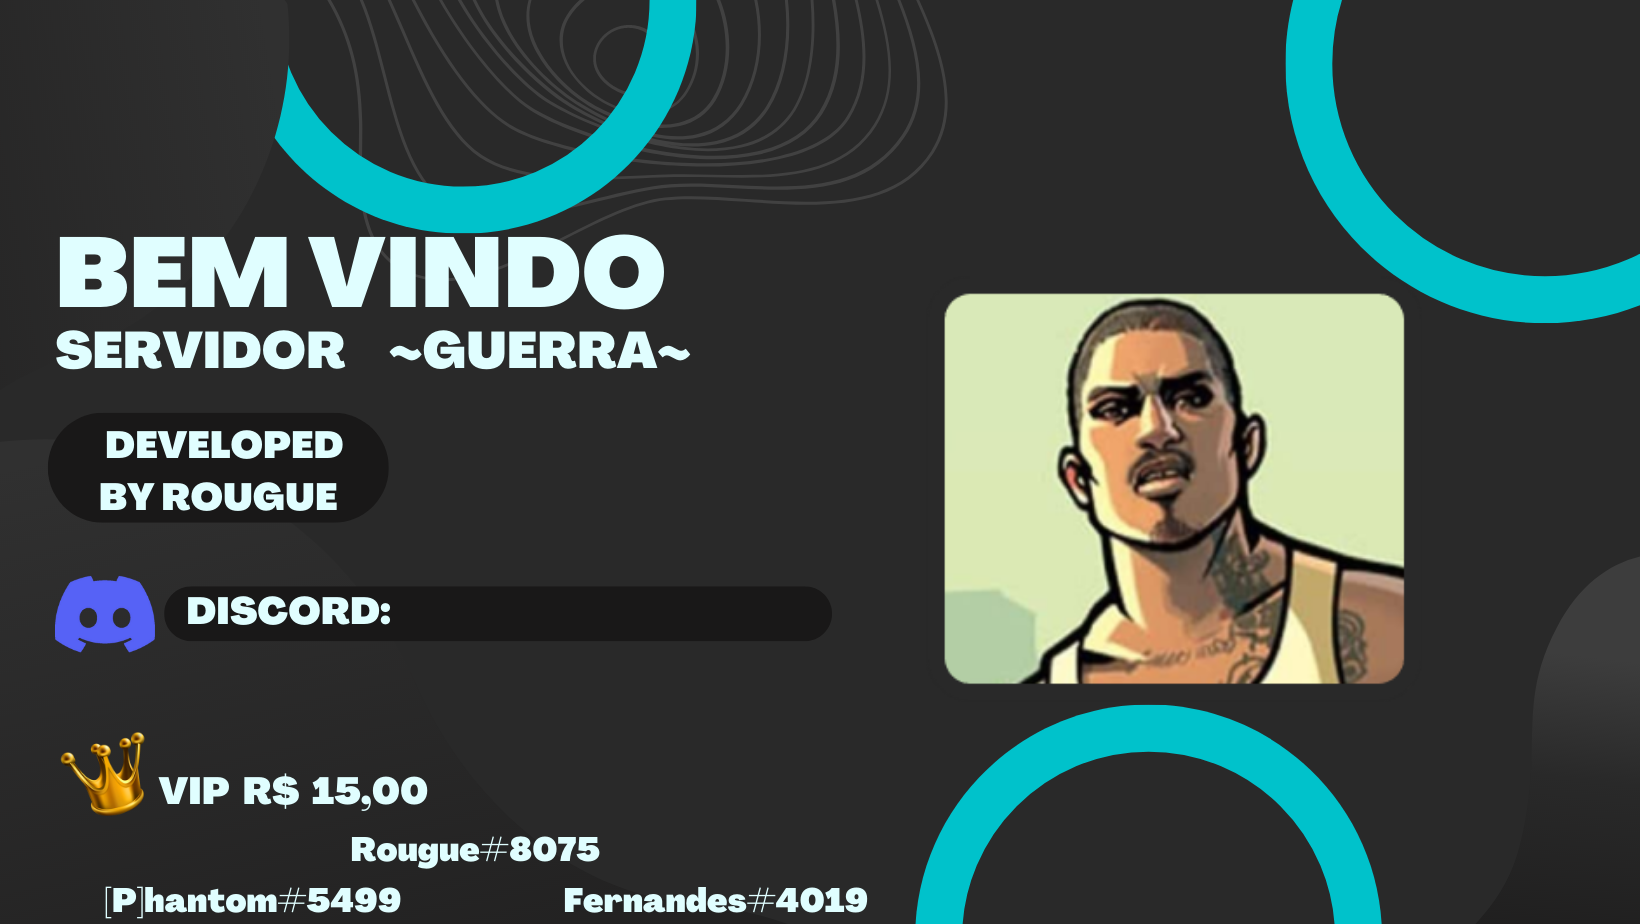 BEM VINDO
SERVIDOR ~GUERRA~
DEVELOPED
BY ROUGUE
DISCORD:
VIP R$ 15,00
Rougue#8075
[P]hantom#5499 Fernandes#4019